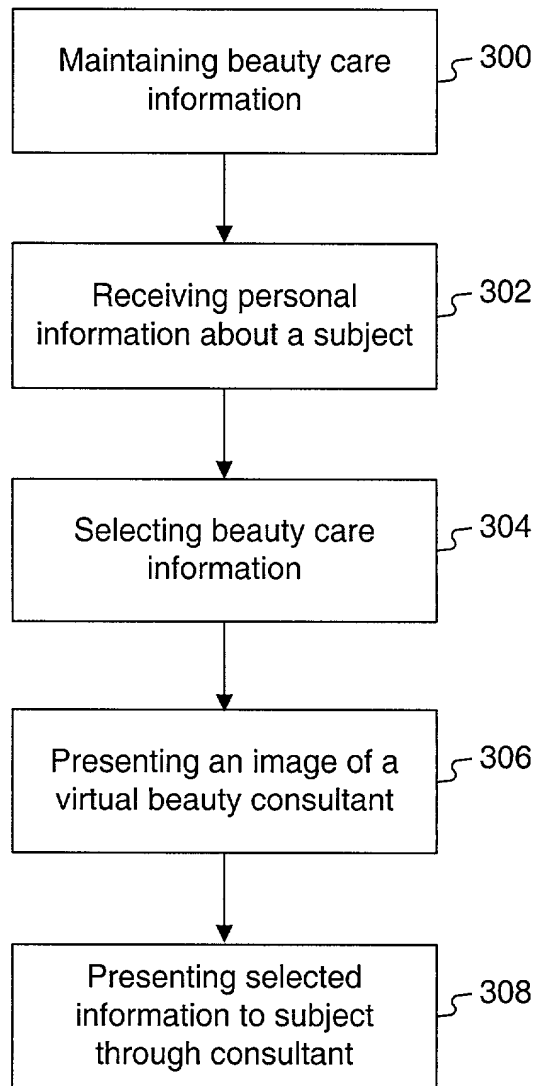 Maintaining beauty care
information
300
Receiving personal
information about a subject
302
Selecting beauty care
information
304
Presenting an image of a
virtual beauty consultant
306
Presenting selected
information to subject
through consultant
308